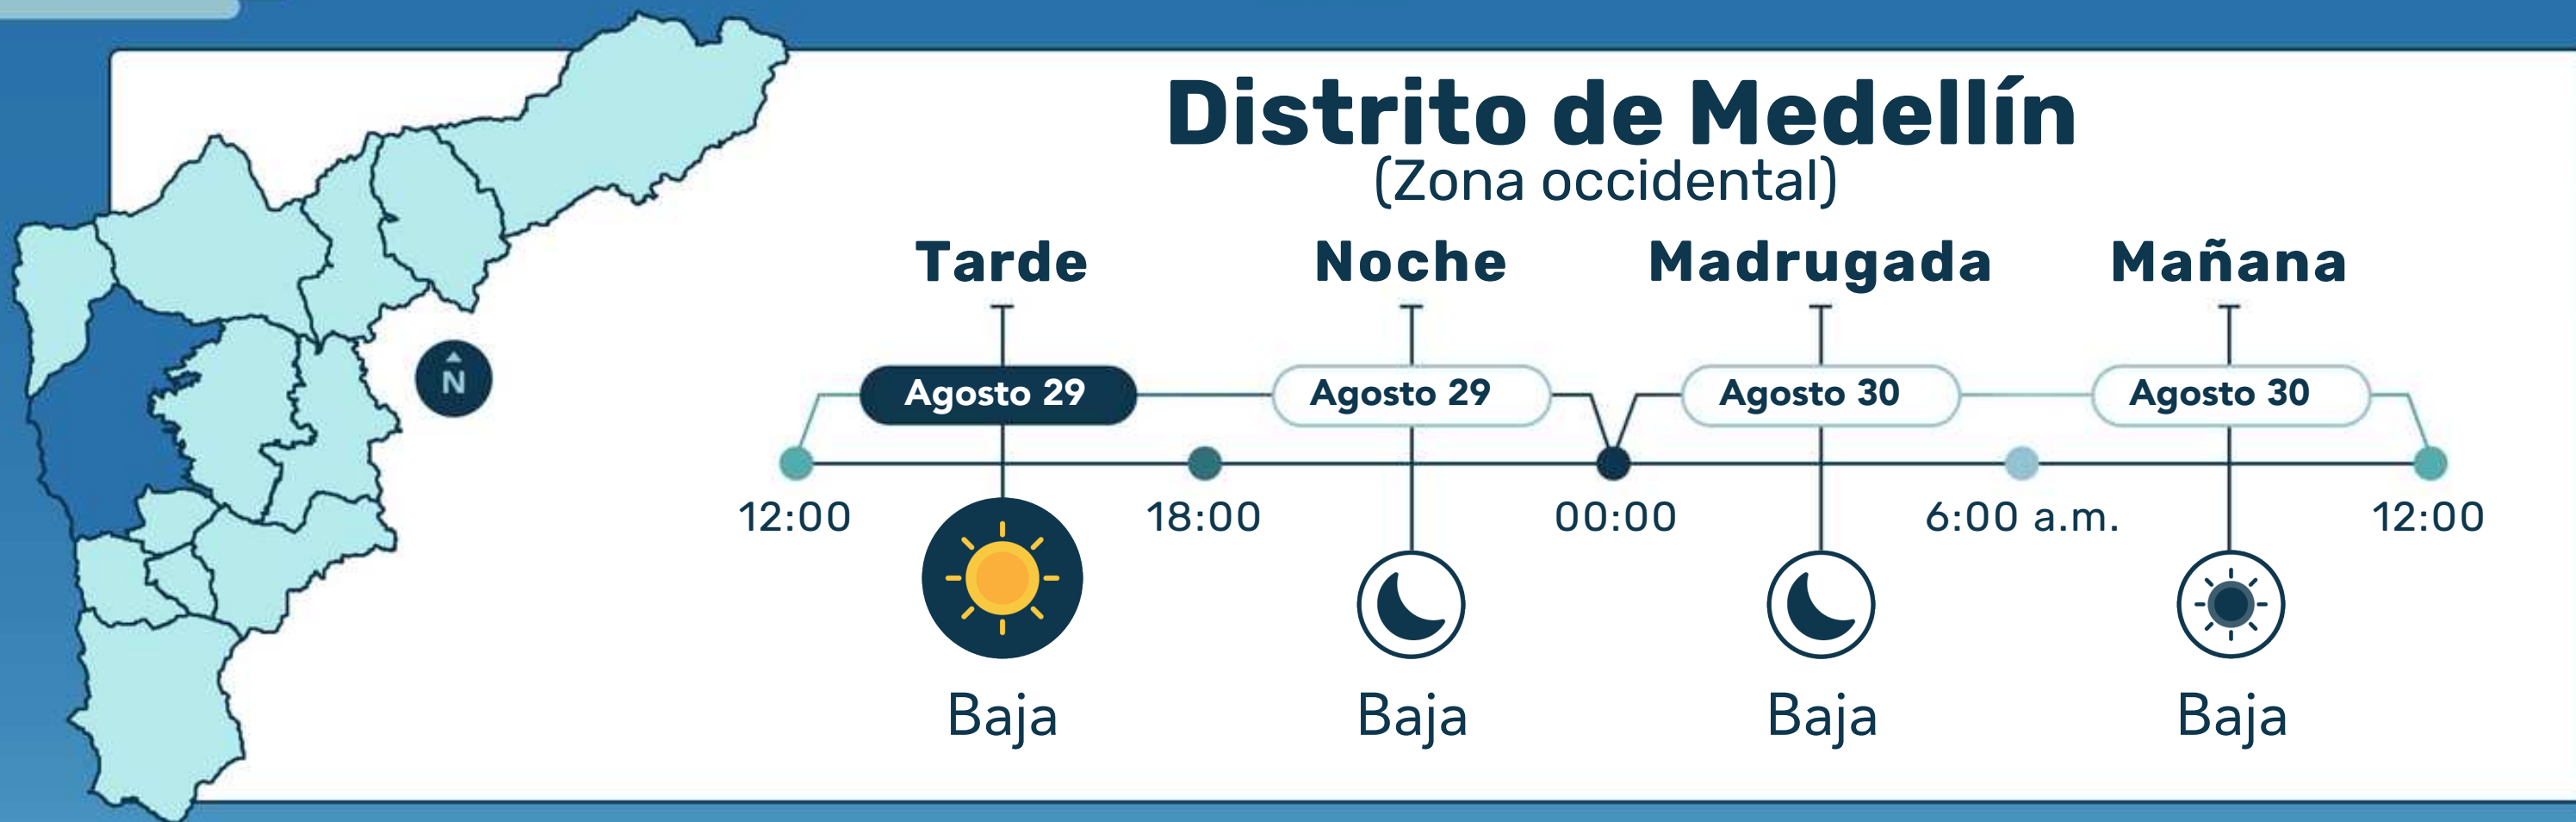 Distrito de Medellín
(Zona occidental)
Tarde Noche Madrugada Mañana
N
Agosto 29 Agosto 29 Agosto 30 Agosto 30
12:00 18:00 00:00 6:00 a.m. 12:00
Baja Baja Baja Baja